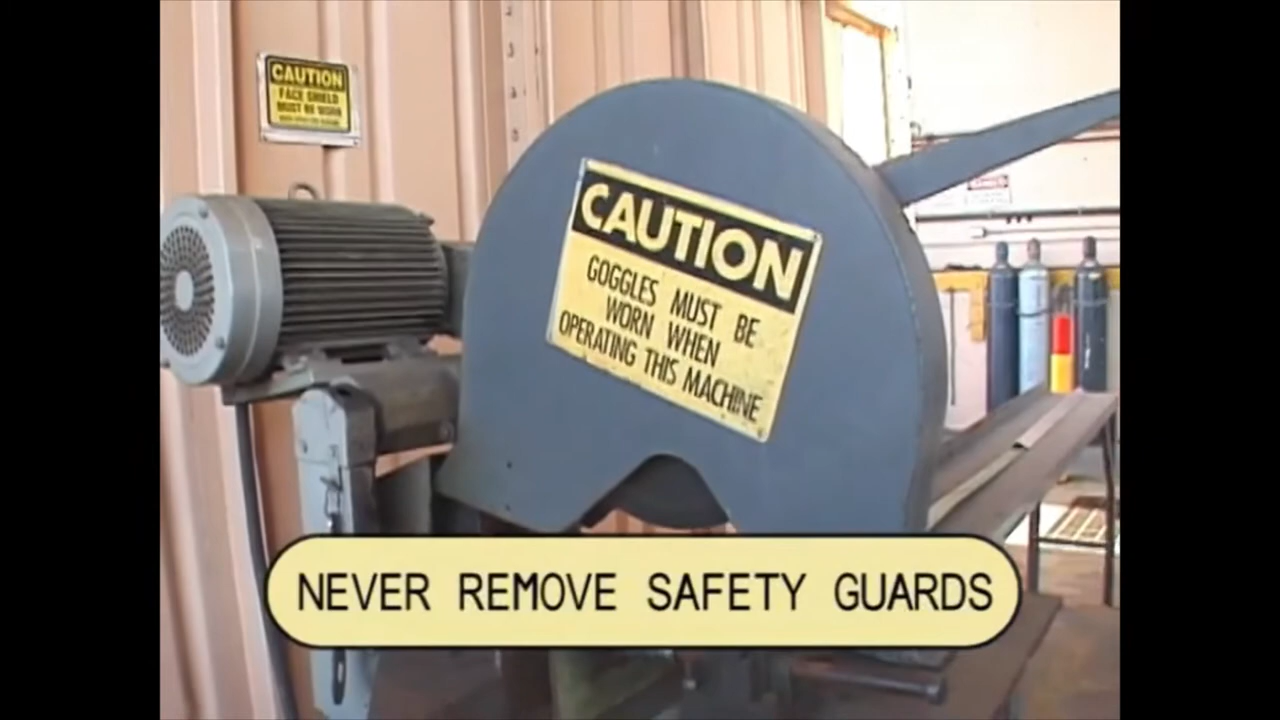 CAUTION
FACE SHIELD
MUST BE WORN
CAUTION
GOGGLES MUST BE
WORN WHEN
OPERATING THIS MACHINE
NEVER REMOVE SAFETY GUARDS